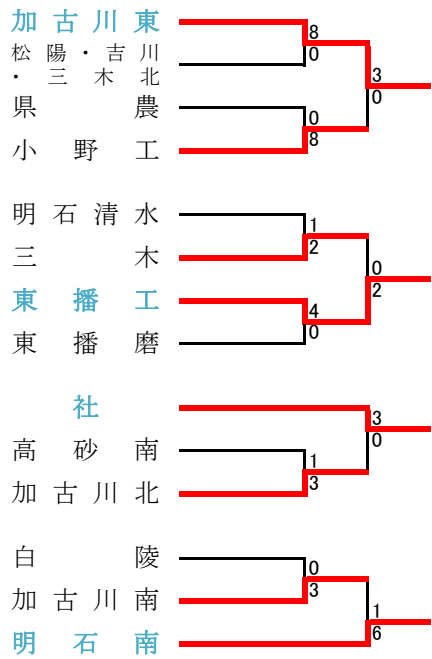 加古川東
8
松陽・吉川
0
・三木北
3
県農
0
0
小野工
8
明石清水
1
三木
2
0
東播工
4
2
東播磨
0
社
3
高砂南
0
1
加古川北
3
白陵
0
加古川南
3
1
明石南
6